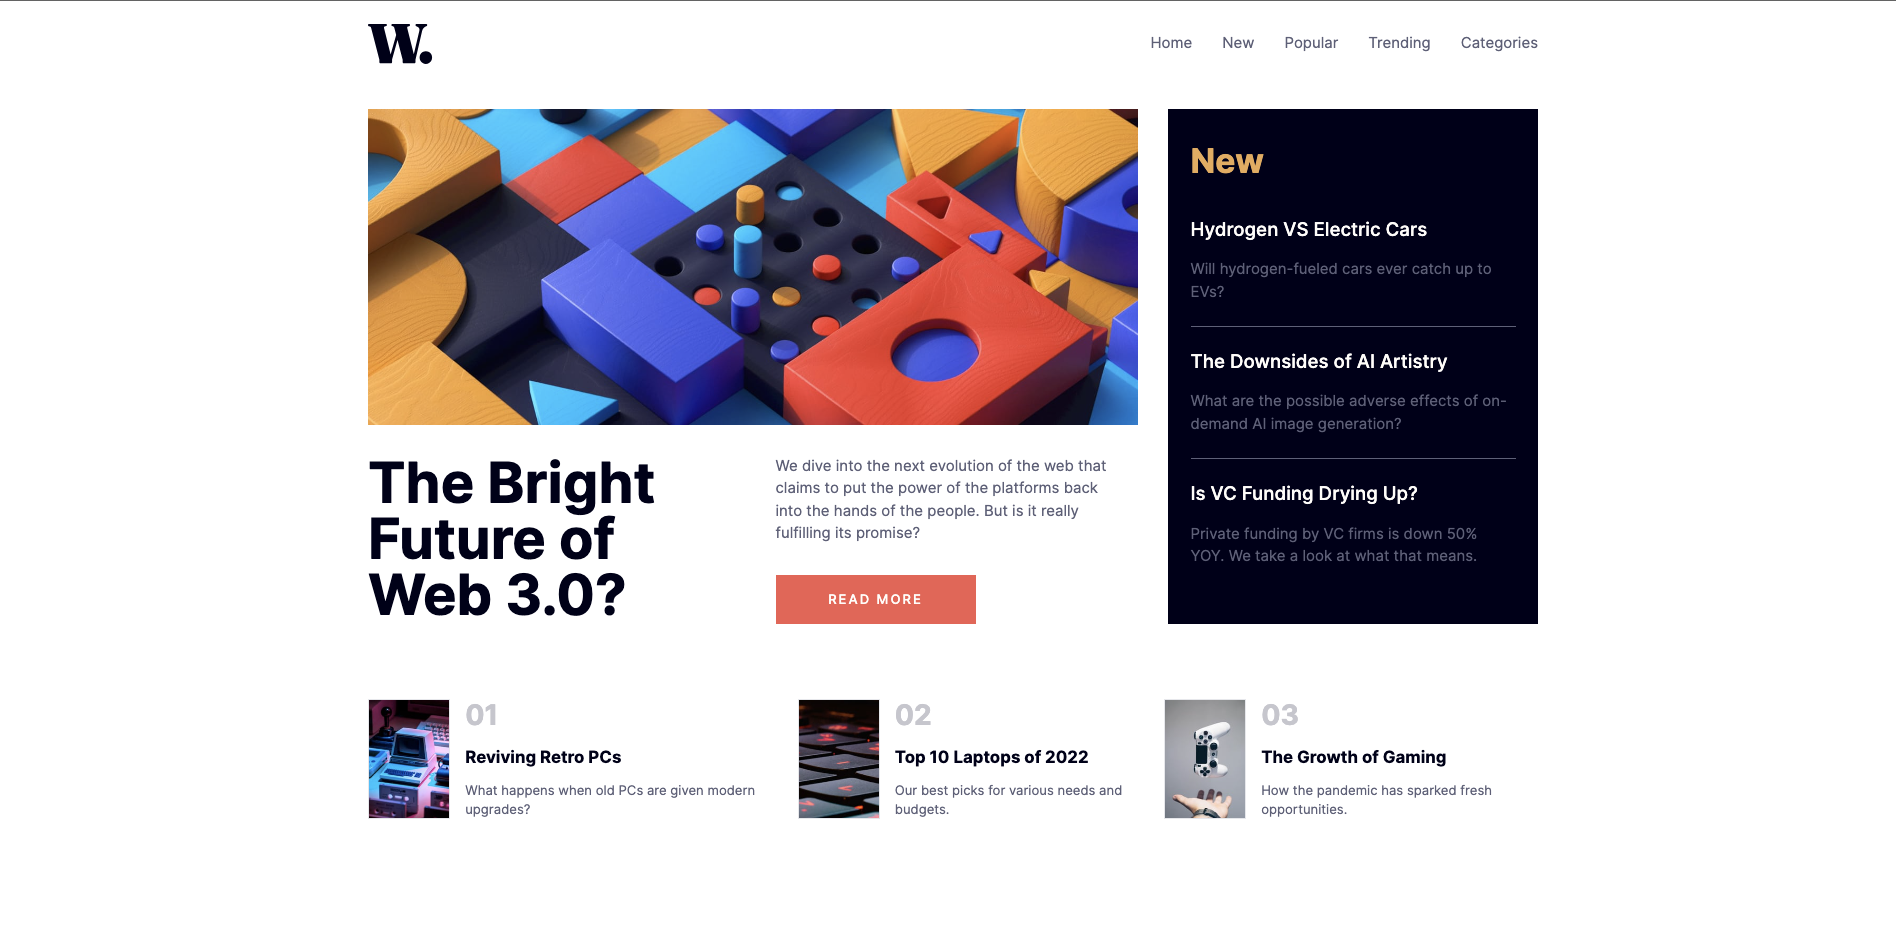 W.
Home New Popular Trending Categories
New
Hydrogen VS Electric Cars
Will hydrogen-fueled cars ever catch up to
EVs?
The Downsides of AI Artistry
What are the possible adverse effects of on-
demand AI image generation?
Is VC Funding Drying Up?
Private funding by VC firms is down 50%
YOY. We take a look at what that means.
The Bright
Future of
Web 3.0?
We dive into the next evolution of the web that
claims to put the power of the platforms back
into the hands of the people. But is it really
fulfilling its promise?
READ MORE
01
Reviving Retro PCs
What happens when old PCs are given modern
upgrades?
02
Top 10 Laptops of 2022
Our best picks for various needs and
budgets.
03
The Growth of Gaming
How the pandemic has sparked fresh
opportunities.